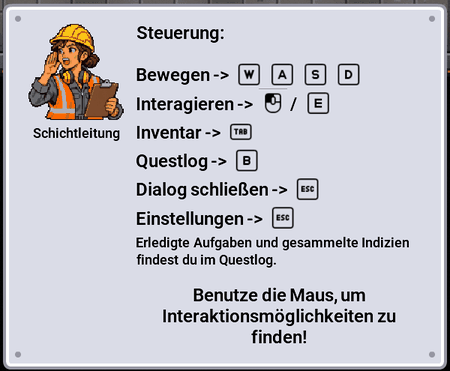 Steuerung:
Bewegen -> W A S D
Interagieren -> / E
Schichtleitung
Inventar -> TAB
Questlog -> B
Dialog schließen -> ESC
Einstellungen -> ESC
Erledigte Aufgaben und gesammelte Indizien
findest du im Questlog.
Benutze die Maus, um
Interaktionsmöglichkeiten zu
finden!